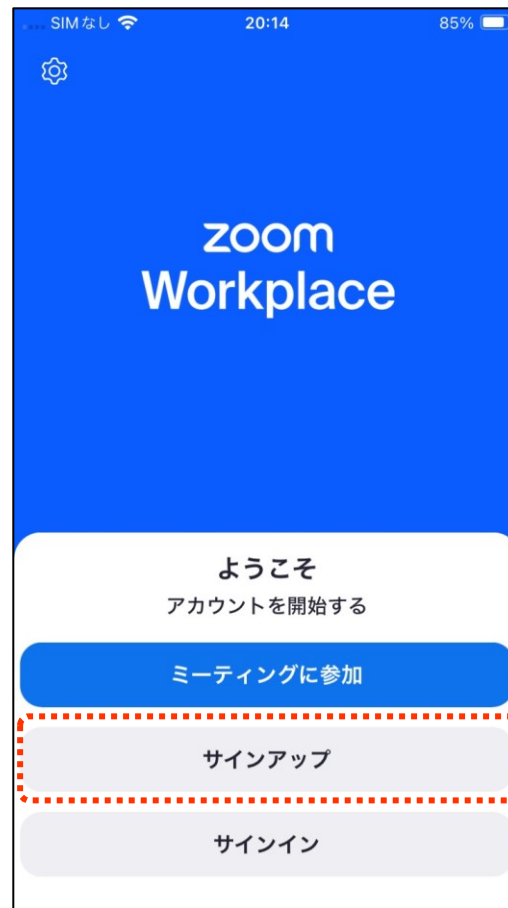 SIMなし 20:14 85%
zoom
Workplace
ようこそ
アカウントを開始する
ミーティングに参加
サインアップ
サインイン